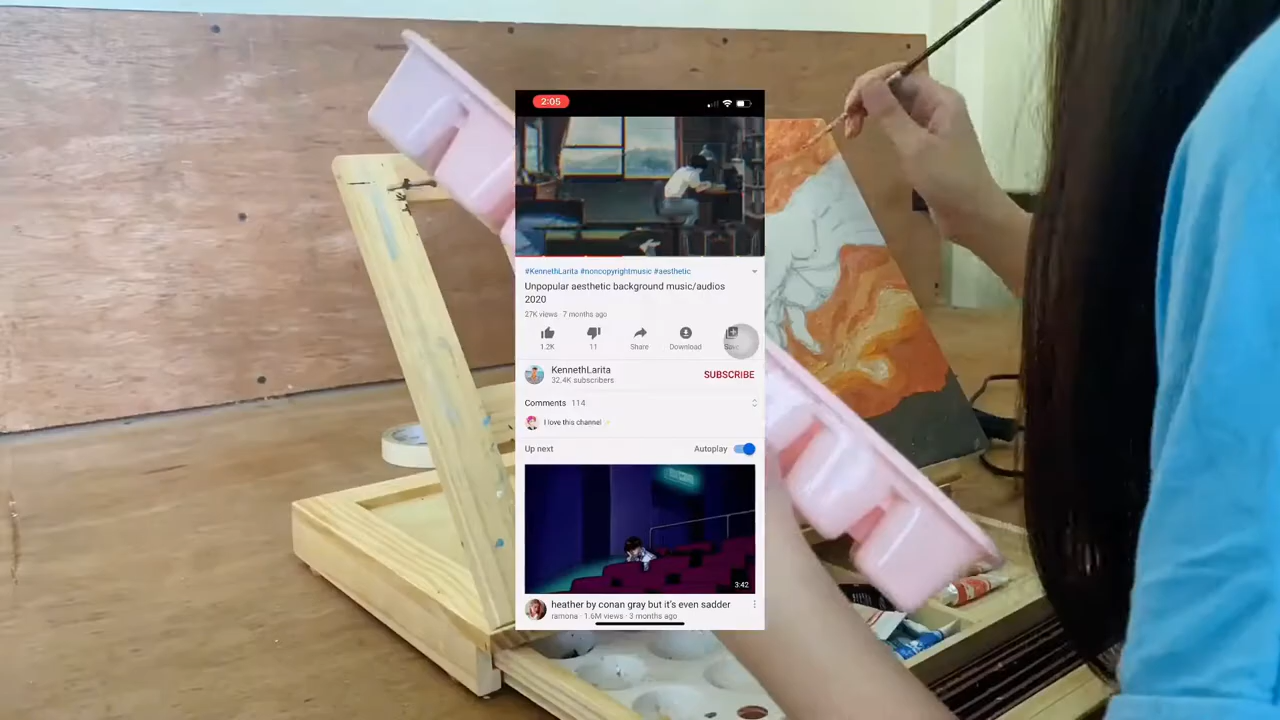 2:05
#KennethLarita #noncopyrightmusic #aesthetic
Unpopular aesthetic background music/audios
2020
27K views · 7 months ago
1.2K
11
Share
Download
Save
KennethLarita
32.4K subscribers
SUBSCRIBE
Comments 114
I love this channel ✨
Up next
Autoplay
3:42
heather by conan gray but it's even sadder
ramona · 1.6M views · 3 months ago